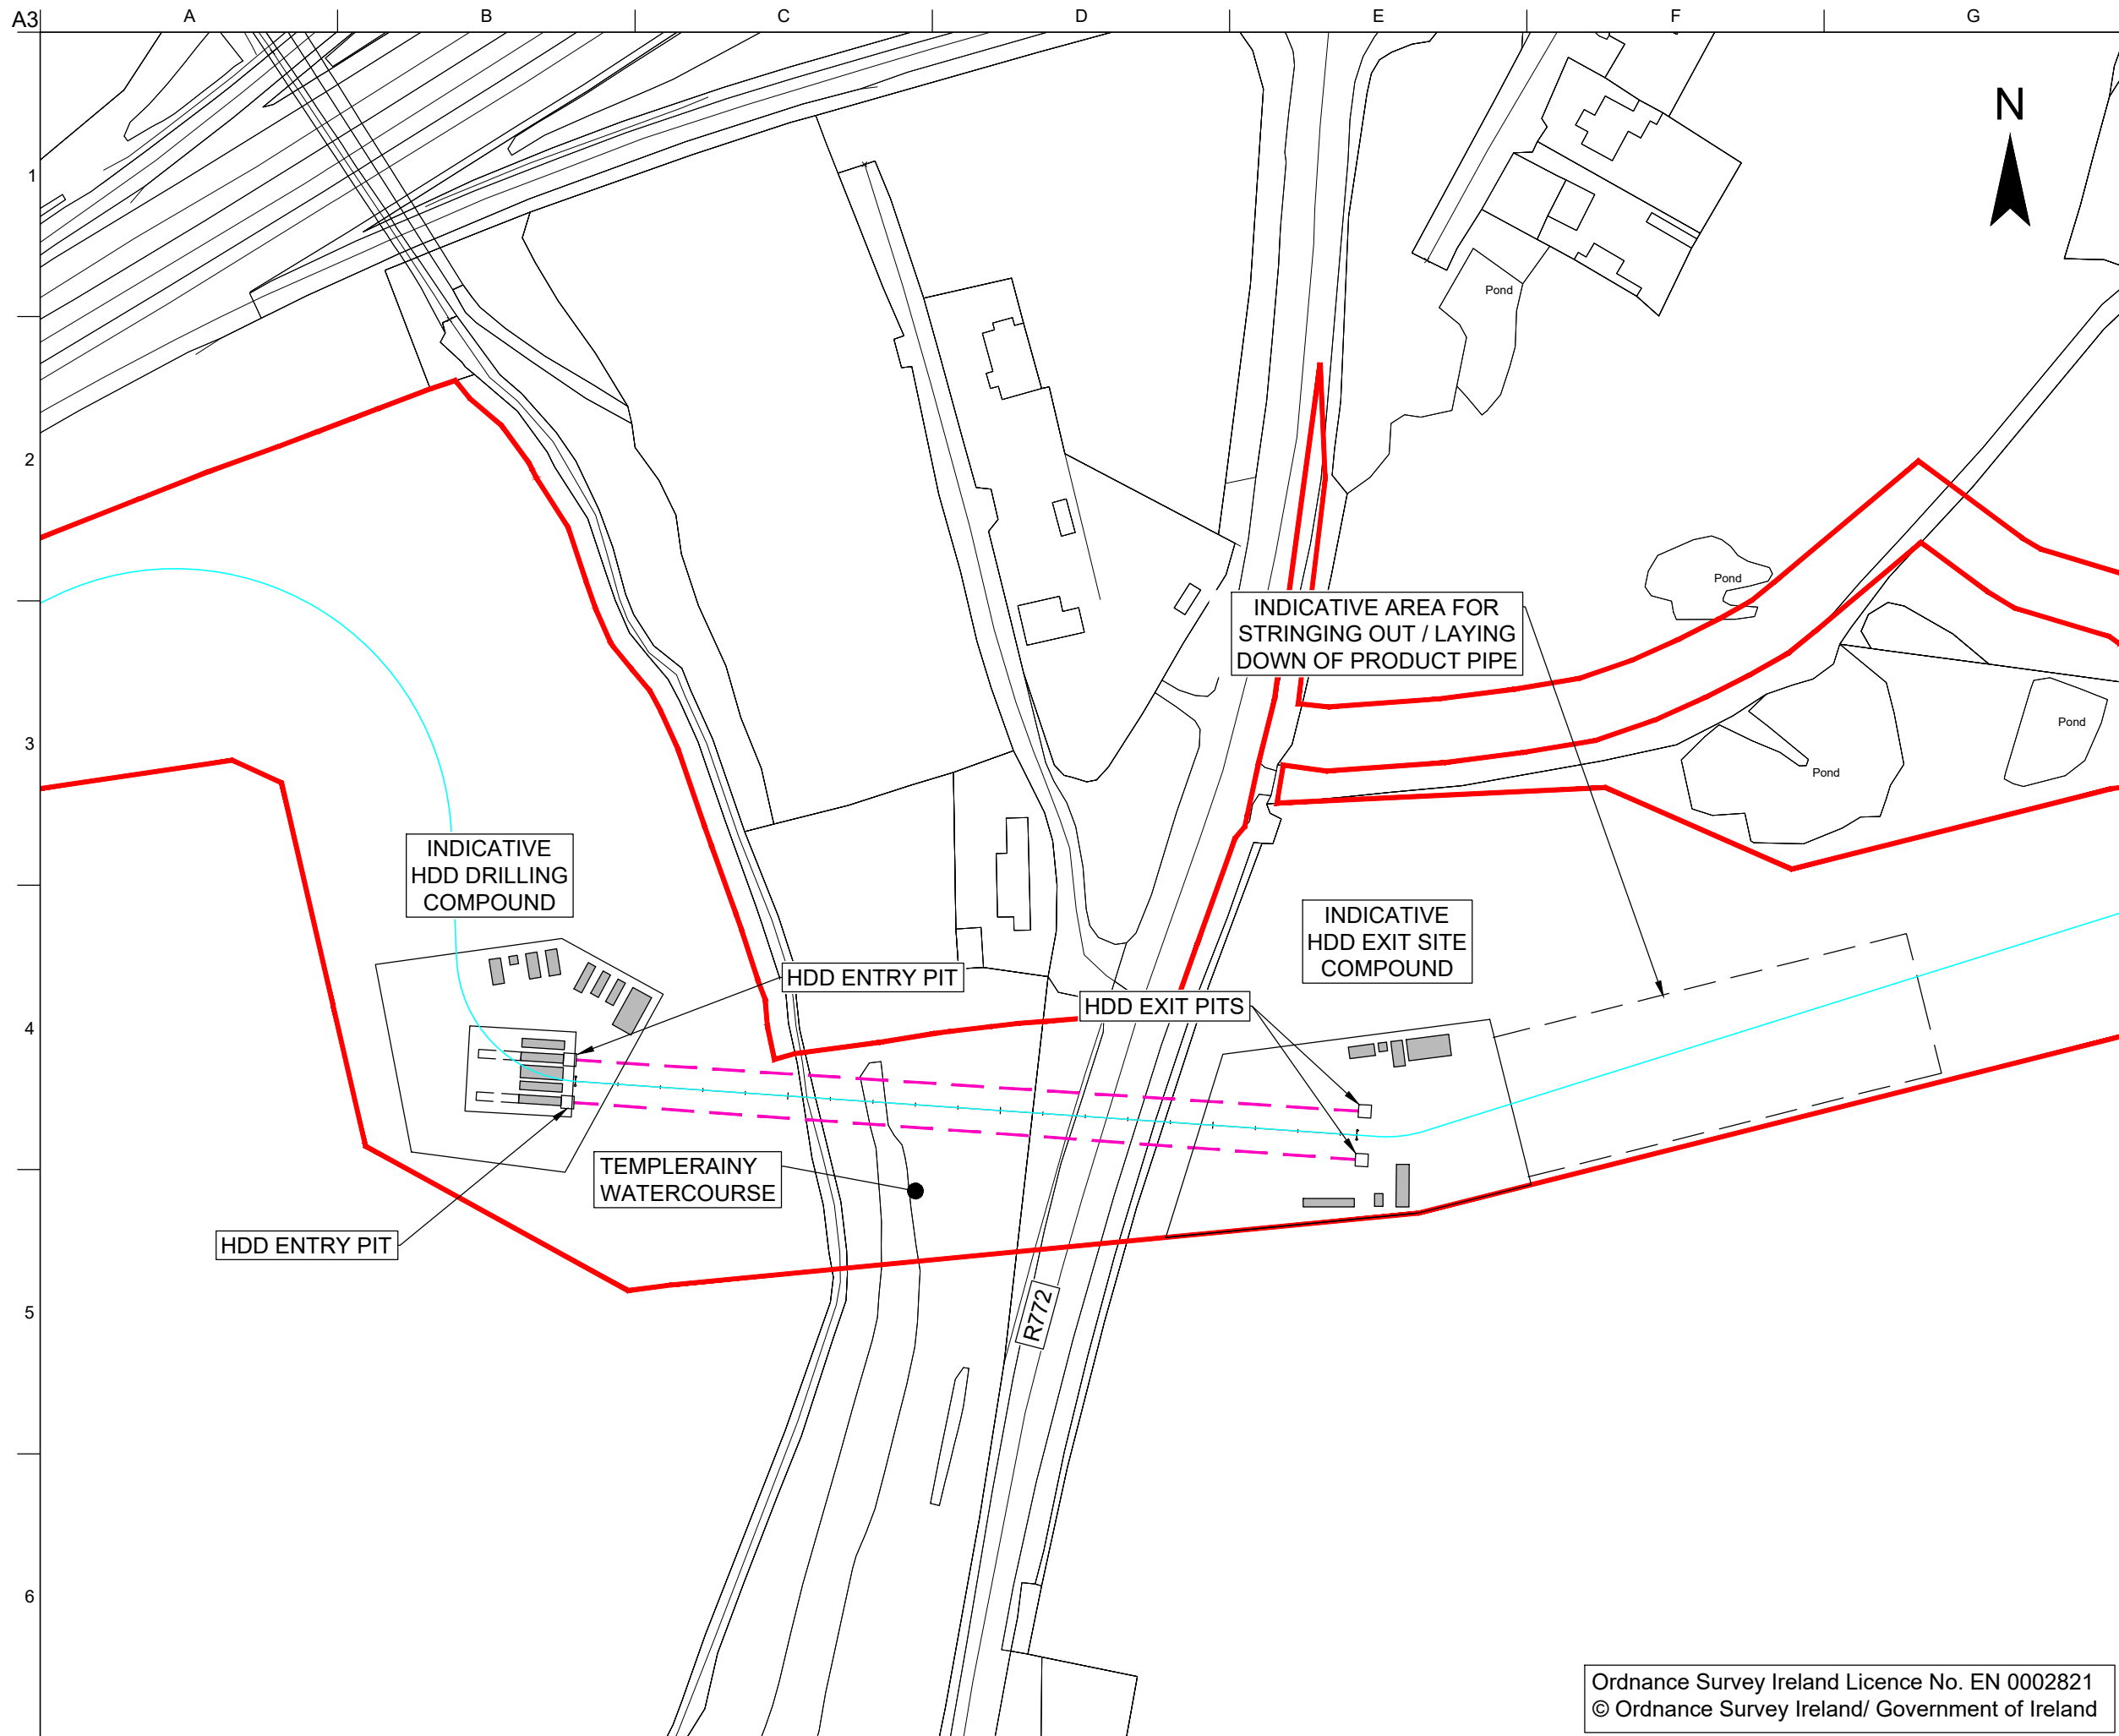 A3
A
B
C
D
E
F
G
N
1
Pond
2
Pond
INDICATIVE AREA FOR
STRINGING OUT / LAYING
DOWN OF PRODUCT PIPE
3
Pond
Pond
INDICATIVE
HDD DRILLING
COMPOUND
INDICATIVE
HDD EXIT SITE
COMPOUND
HDD ENTRY PIT
HDD EXIT PITS
4
TEMPLERAINY
WATERCOURSE
HDD ENTRY PIT
5
R772
6
Ordnance Survey Ireland Licence No. EN 0002821
© Ordnance Survey Ireland/ Government of Ireland